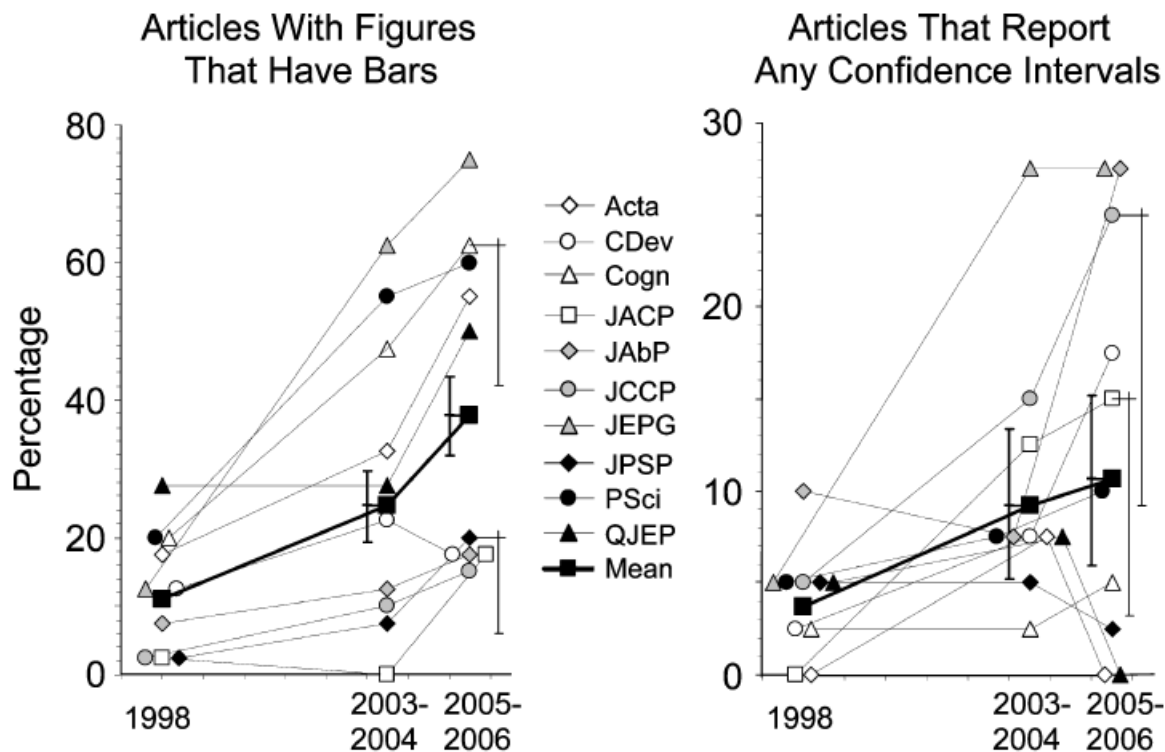 Articles With Figures
That Have Bars
Percentage
80
60
40
20
0
1998
2003-
2004
2005-
2006
Acta
CDev
Cogn
JACP
JAbP
JCCP
JEPG
JPSP
PSci
QJEP
Mean
Articles That Report
Any Confidence Intervals
30
20
10
0
1998
2003-
2004
2005-
2006